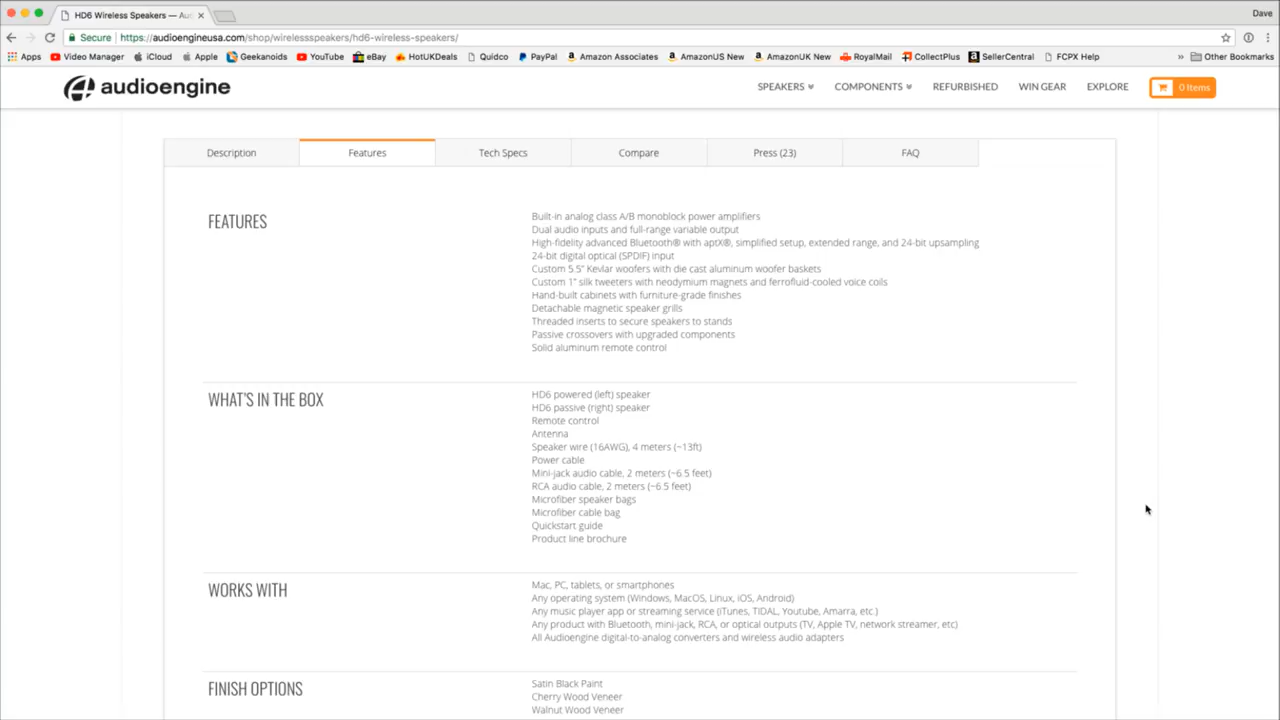 HD6 Wireless Speakers — Aud
Dave
Secure https://audioengineusa.com/shop/wirelessspeakers/hd6-wireless-speakers/
Apps Video Manager iCloud Apple Geekanoids YouTube eBay HotUKDeals Quidco PayPal Amazon Associates AmazonUS New AmazonUK New RoyalMail CollectPlus SellerCentral FCPX Help » Other Bookmarks
audioengine SPEAKERS COMPONENTS REFURBISHED WIN GEAR EXPLORE 0 Items
Description Features Tech Specs Compare Press (23) FAQ
FEATURES
Built-in analog class A/B monoblock power amplifiers
Dual audio inputs and full-range variable output
High-fidelity advanced Bluetooth® with aptX®, simplified setup, extended range, and 24-bit upsampling
24-bit digital optical (SPDIF) input
Custom 5.5" Kevlar woofers with die cast aluminum woofer baskets
Custom 1" silk tweeters with neodymium magnets and ferrofluid-cooled voice coils
Hand-built cabinets with furniture-grade finishes
Detachable magnetic speaker grills
Threaded inserts to secure speakers to stands
Passive crossovers with upgraded components
Solid aluminum remote control
WHAT'S IN THE BOX
HD6 powered (left) speaker
HD6 passive (right) speaker
Remote control
Antenna
Speaker wire (16AWG), 4 meters (~13ft)
Power cable
Mini-jack audio cable, 2 meters (~6.5 feet)
RCA audio cable, 2 meters (~6.5 feet)
Microfiber speaker bags
Microfiber cable bag
Quickstart guide
Product line brochure
WORKS WITH
Mac, PC, tablets, or smartphones
Any operating system (Windows, MacOS, Linux, iOS, Android)
Any music player app or streaming service (iTunes, TIDAL, Youtube, Amarra, etc.)
Any product with Bluetooth, mini-jack, RCA, or optical outputs (TV, Apple TV, network streamer, etc)
All Audioengine digital-to-analog converters and wireless audio adapters
FINISH OPTIONS
Satin Black Paint
Cherry Wood Veneer
Walnut Wood Veneer